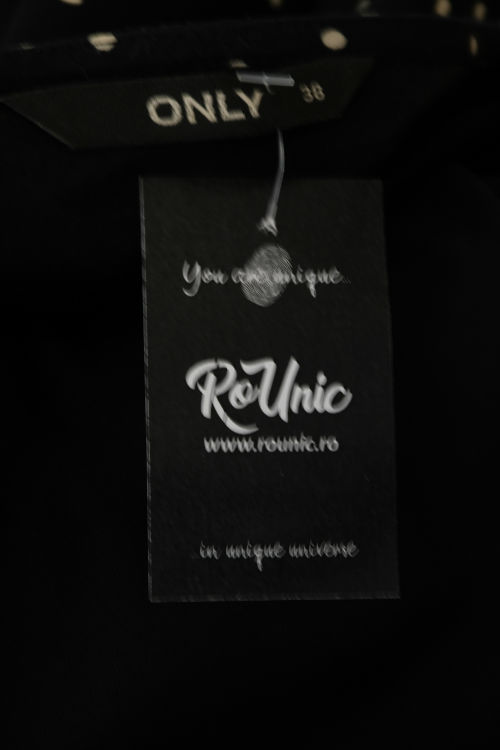 ONLY 38
You are unique...
RoUnic
www.rounic.ro
...in unique universe